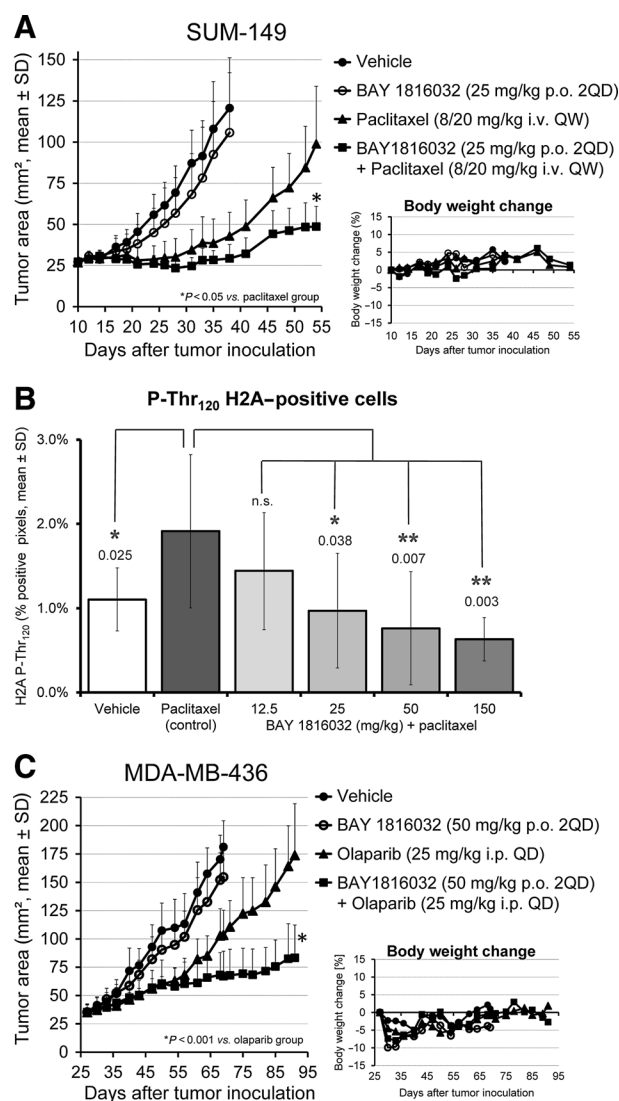 A
SUM-149
Tumor area (mm², mean ± SD)
150
125
100
75
50
25
0
*
*P < 0.05 vs. paclitaxel group
10 15 20 25 30 35 40 45 50 55
Days after tumor inoculation
Vehicle
BAY 1816032 (25 mg/kg p.o. 2QD)
Paclitaxel (8/20 mg/kg i.v. QW)
BAY1816032 (25 mg/kg p.o. 2QD)
+ Paclitaxel (8/20 mg/kg i.v. QW)
Body weight change
Body weight change (%)
15
10
5
0
−5
−10
−15
10 15 20 25 30 35 40 45 50 55
Days after tumor inoculation
B
P-Thr₁₂₀ H2A–positive cells
H2A P-Thr₁₂₀ (% positive pixels, mean ± SD)
3.0%
2.0%
1.0%
0.0%
*
0.025
n.s.
*
0.038
**
0.007
**
0.003
Vehicle Paclitaxel 12.5 25 50 150
(control) BAY 1816032 (mg/kg) + paclitaxel
C
MDA-MB-436
Tumor area (mm², mean ± SD)
225
200
175
150
125
100
75
50
25
0
*
*P < 0.001 vs. olaparib group
25 35 45 55 65 75 85 95
Days after tumor inoculation
Vehicle
BAY 1816032 (50 mg/kg p.o. 2QD)
Olaparib (25 mg/kg i.p. QD)
BAY1816032 (50 mg/kg p.o. 2QD)
+ Olaparib (25 mg/kg i.p. QD)
Body weight change
Body weight change [%]
15
10
5
0
−5
−10
−15
25 35 45 55 65 75 85 95
Days after tumor inoculation